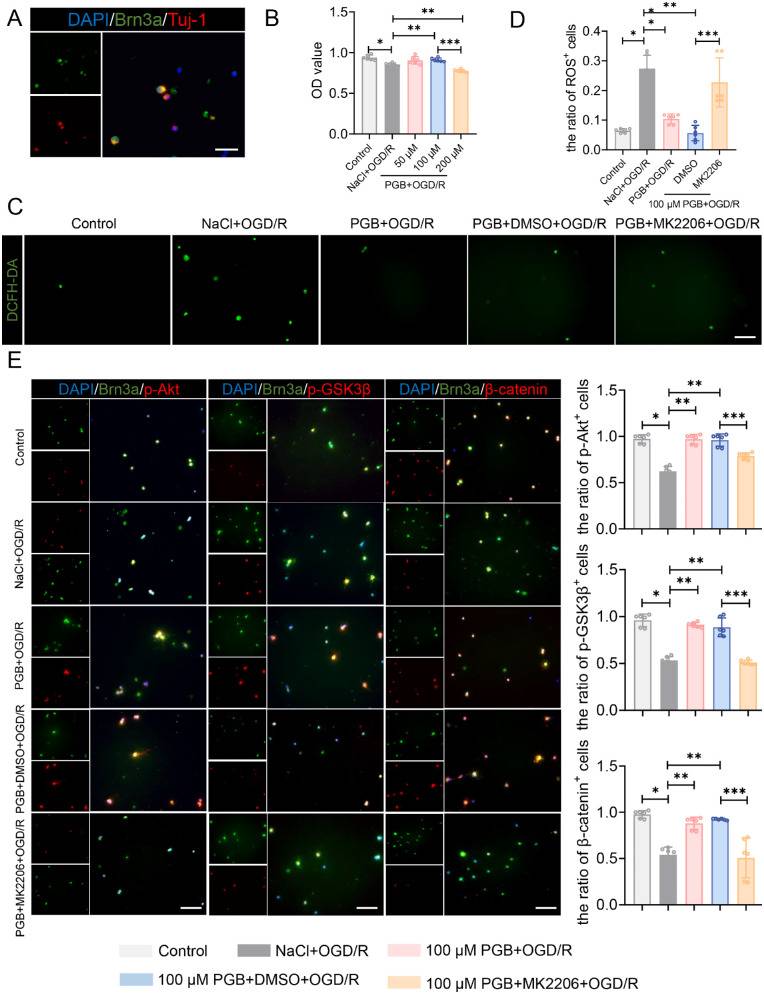 A
DAPI/Brn3a/Tuj-1
B
OD value
1.5
1.0
0.5
0.0
*
**
**
***
Control
NaCl+OGD/R
50 μM
100 μM
200 μM
PGB+OGD/R
D
the ratio of ROS⁺ cells
0.4
0.3
0.2
0.1
0.0
*
*
*
**
***
Control
NaCl+OGD/R
PGB+OGD/R
DMSO
MK2206
100 μM PGB+OGD/R
C
Control
NaCl+OGD/R
PGB+OGD/R
PGB+DMSO+OGD/R
PGB+MK2206+OGD/R
DCFH-DA
E
DAPI/Brn3a/p-Akt
DAPI/Brn3a/p-GSK3β
DAPI/Brn3a/β-catenin
Control
NaCl+OGD/R
PGB+OGD/R
PGB+DMSO+OGD/R
PGB+MK2206+OGD/R
the ratio of p-Akt⁺ cells
1.5
1.0
0.5
*
**
**
***
the ratio of p-GSK3β⁺ cells
1.5
1.0
0.5
0.0
*
**
**
***
the ratio of β-catenin⁺ cells
1.5
1.0
0.5
0.0
*
**
**
***
Control
NaCl+OGD/R
100 μM PGB+OGD/R
100 μM PGB+DMSO+OGD/R
100 μM PGB+MK2206+OGD/R